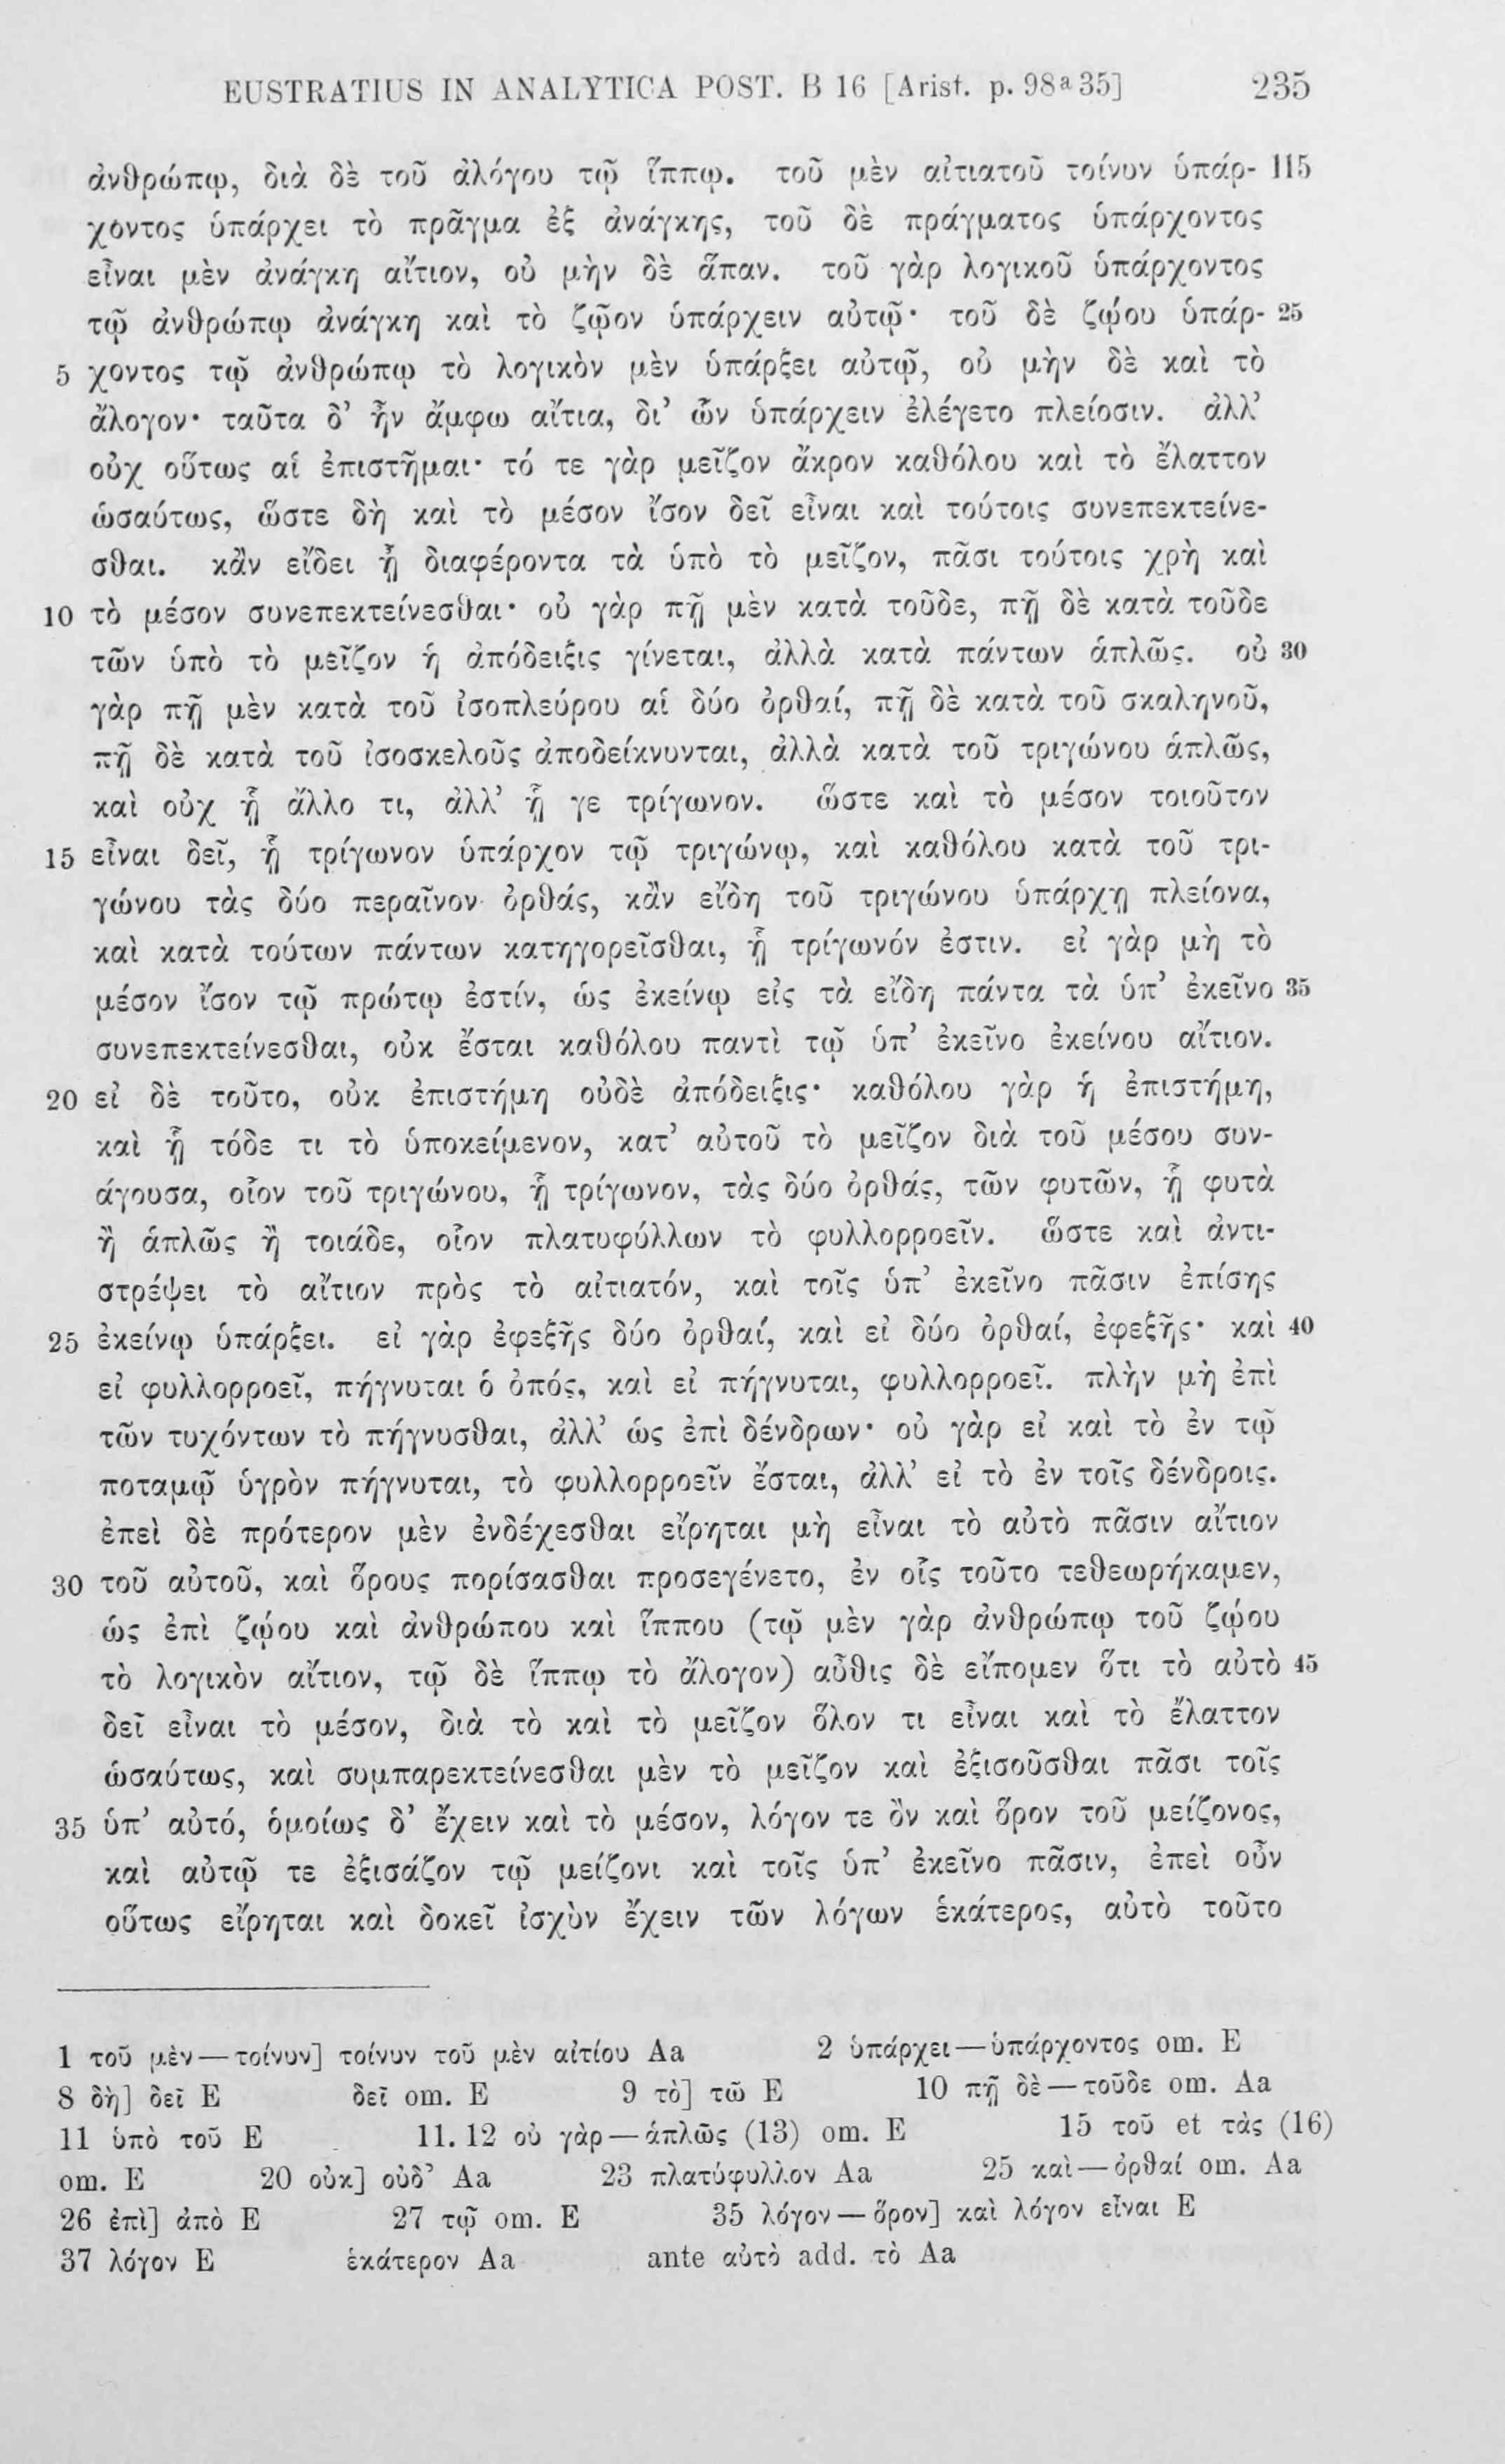 EUSTRATIUS IN ANALYTICA POST. B 16 [Arist. p. 98ᵃ35] 235
ἀνθρώπῳ, διὰ δὲ τοῦ ἀλόγου τῷ ἵππῳ. τοῦ μὲν αἰτιατοῦ τοίνυν ὑπάρ- 115
χοντος ὑπάρχει τὸ πρᾶγμα ἐξ ἀνάγκης, τοῦ δὲ πράγματος ὑπάρχοντος
εἶναι μὲν ἀνάγκη αἴτιον, οὐ μὴν δὲ ἅπαν. τοῦ γὰρ λογικοῦ ὑπάρχοντος
τῷ ἀνθρώπῳ ἀνάγκη καὶ τὸ ζῷον ὑπάρχειν αὐτῷ· τοῦ δὲ ζῴου ὑπάρ- 25
5 χοντος τῷ ἀνθρώπῳ τὸ λογικὸν μὲν ὑπάρξει αὐτῷ, οὐ μὴν δὲ καὶ τὸ
ἄλογον· ταῦτα δ’ ἦν ἄμφω αἴτια, δι’ ὧν ὑπάρχειν ἐλέγετο πλείοσιν. ἀλλ’
οὐχ οὕτως αἱ ἐπιστῆμαι· τό τε γὰρ μεῖζον ἄκρον καθόλου καὶ τὸ ἔλαττον
ὡσαύτως, ὥστε δὴ καὶ τὸ μέσον ἴσον δεῖ εἶναι καὶ τούτοις συνεπεκτείνε-
σθαι. κἂν εἴδει ᾖ διαφέροντα τὰ ὑπὸ τὸ μεῖζον, πᾶσι τούτοις χρὴ καὶ
10 τὸ μέσον συνεπεκτείνεσθαι· οὐ γὰρ πῇ μὲν κατὰ τοῦδε, πῇ δὲ κατὰ τοῦδε
τῶν ὑπὸ τὸ μεῖζον ἡ ἀπόδειξις γίνεται, ἀλλὰ κατὰ πάντων ἁπλῶς. οὐ 30
γὰρ πῇ μὲν κατὰ τοῦ ἰσοπλεύρου αἱ δύο ὀρθαί, πῇ δὲ κατὰ τοῦ σκαληνοῦ,
πῇ δὲ κατὰ τοῦ ἰσοσκελοῦς ἀποδείκνυνται, ἀλλὰ κατὰ τοῦ τριγώνου ἁπλῶς,
καὶ οὐχ ᾗ ἄλλο τι, ἀλλ’ ᾗ γε τρίγωνον. ὥστε καὶ τὸ μέσον τοιοῦτον
15 εἶναι δεῖ, ᾗ τρίγωνον ὑπάρχον τῷ τριγώνῳ, καὶ καθόλου κατὰ τοῦ τρι-
γώνου τὰς δύο περαῖνον ὀρθάς, κἂν εἴδη τοῦ τριγώνου ὑπάρχῃ πλείονα,
καὶ κατὰ τούτων πάντων κατηγορεῖσθαι, ᾗ τρίγωνόν ἐστιν. εἰ γὰρ μὴ τὸ
μέσον ἴσον τῷ πρώτῳ ἐστίν, ὡς ἐκείνῳ εἰς τὰ εἴδη πάντα τὰ ὑπ’ ἐκεῖνο 35
συνεπεκτείνεσθαι, οὐκ ἔσται καθόλου παντὶ τῷ ὑπ’ ἐκεῖνο ἐκείνου αἴτιον.
20 εἰ δὲ τοῦτο, οὐκ ἐπιστήμη οὐδὲ ἀπόδειξις· καθόλου γὰρ ἡ ἐπιστήμη,
καὶ ᾗ τόδε τι τὸ ὑποκείμενον, κατ’ αὐτοῦ τὸ μεῖζον διὰ τοῦ μέσου συν-
άγουσα, οἷον τοῦ τριγώνου, ᾗ τρίγωνον, τὰς δύο ὀρθάς, τῶν φυτῶν, ᾗ φυτὰ
ἢ ἁπλῶς ἢ τοιάδε, οἷον πλατυφύλλων τὸ φυλλορροεῖν. ὥστε καὶ ἀντι-
στρέψει τὸ αἴτιον πρὸς τὸ αἰτιατόν, καὶ τοῖς ὑπ’ ἐκεῖνο πᾶσιν ἐπίσης
25 ἐκείνῳ ὑπάρξει. εἰ γὰρ ἐφεξῆς δύο ὀρθαί, καὶ εἰ δύο ὀρθαί, ἐφεξῆς· καὶ 40
εἰ φυλλορροεῖ, πήγνυται ὁ ὀπός, καὶ εἰ πήγνυται, φυλλορροεῖ. πλὴν μὴ ἐπὶ
τῶν τυχόντων τὸ πήγνυσθαι, ἀλλ’ ὡς ἐπὶ δένδρων· οὐ γὰρ εἰ καὶ τὸ ἐν τῷ
ποταμῷ ὑγρὸν πήγνυται, τὸ φυλλορροεῖν ἔσται, ἀλλ’ εἰ τὸ ἐν τοῖς δένδροις.
ἐπεὶ δὲ πρότερον μὲν ἐνδέχεσθαι εἴρηται μὴ εἶναι τὸ αὐτὸ πᾶσιν αἴτιον
30 τοῦ αὐτοῦ, καὶ ὅρους πορίσασθαι προσεγένετο, ἐν οἷς τοῦτο τεθεωρήκαμεν,
ὡς ἐπὶ ζῴου καὶ ἀνθρώπου καὶ ἵππου (τῷ μὲν γὰρ ἀνθρώπῳ τοῦ ζῴου
τὸ λογικὸν αἴτιον, τῷ δὲ ἵππῳ τὸ ἄλογον) αὖθις δὲ εἴπομεν ὅτι τὸ αὐτὸ 45
δεῖ εἶναι τὸ μέσον, διὰ τὸ καὶ τὸ μεῖζον ὅλον τι εἶναι καὶ τὸ ἔλαττον
ὡσαύτως, καὶ συμπαρεκτείνεσθαι μὲν τὸ μεῖζον καὶ ἐξισοῦσθαι πᾶσι τοῖς
35 ὑπ’ αὐτό, ὁμοίως δ’ ἔχειν καὶ τὸ μέσον, λόγον τε ὂν καὶ ὅρον τοῦ μείζονος,
καὶ αὐτῷ τε ἐξισάζον τῷ μείζονι καὶ τοῖς ὑπ’ ἐκεῖνο πᾶσιν, ἐπεὶ οὖν
οὕτως εἴρηται καὶ δοκεῖ ἰσχὺν ἔχειν τῶν λόγων ἑκάτερος, αὐτὸ τοῦτο
1 τοῦ μὲν—τοίνυν] τοίνυν τοῦ μὲν αἰτίου Aa 2 ὑπάρχει—ὑπάρχοντος om. E
8 δὴ] δεῖ E δεῖ om. E 9 τὸ] τῶ E 10 πῇ δὲ—τοῦδε om. Aa
11 ὑπὸ τοῦ E 11. 12 οὐ γὰρ—ἁπλῶς (13) om. E 15 τοῦ et τὰς (16)
om. E 20 οὐκ] οὐδ’ Aa 23 πλατύφυλλον Aa 25 καὶ—ὀρθαί om. Aa
26 ἐπὶ] ἀπὸ E 27 τῷ om. E 35 λόγον—ὅρον] καὶ λόγον εἶναι E
37 λόγον E ἑκάτερον Aa ante αὐτὸ add. τὸ Aa